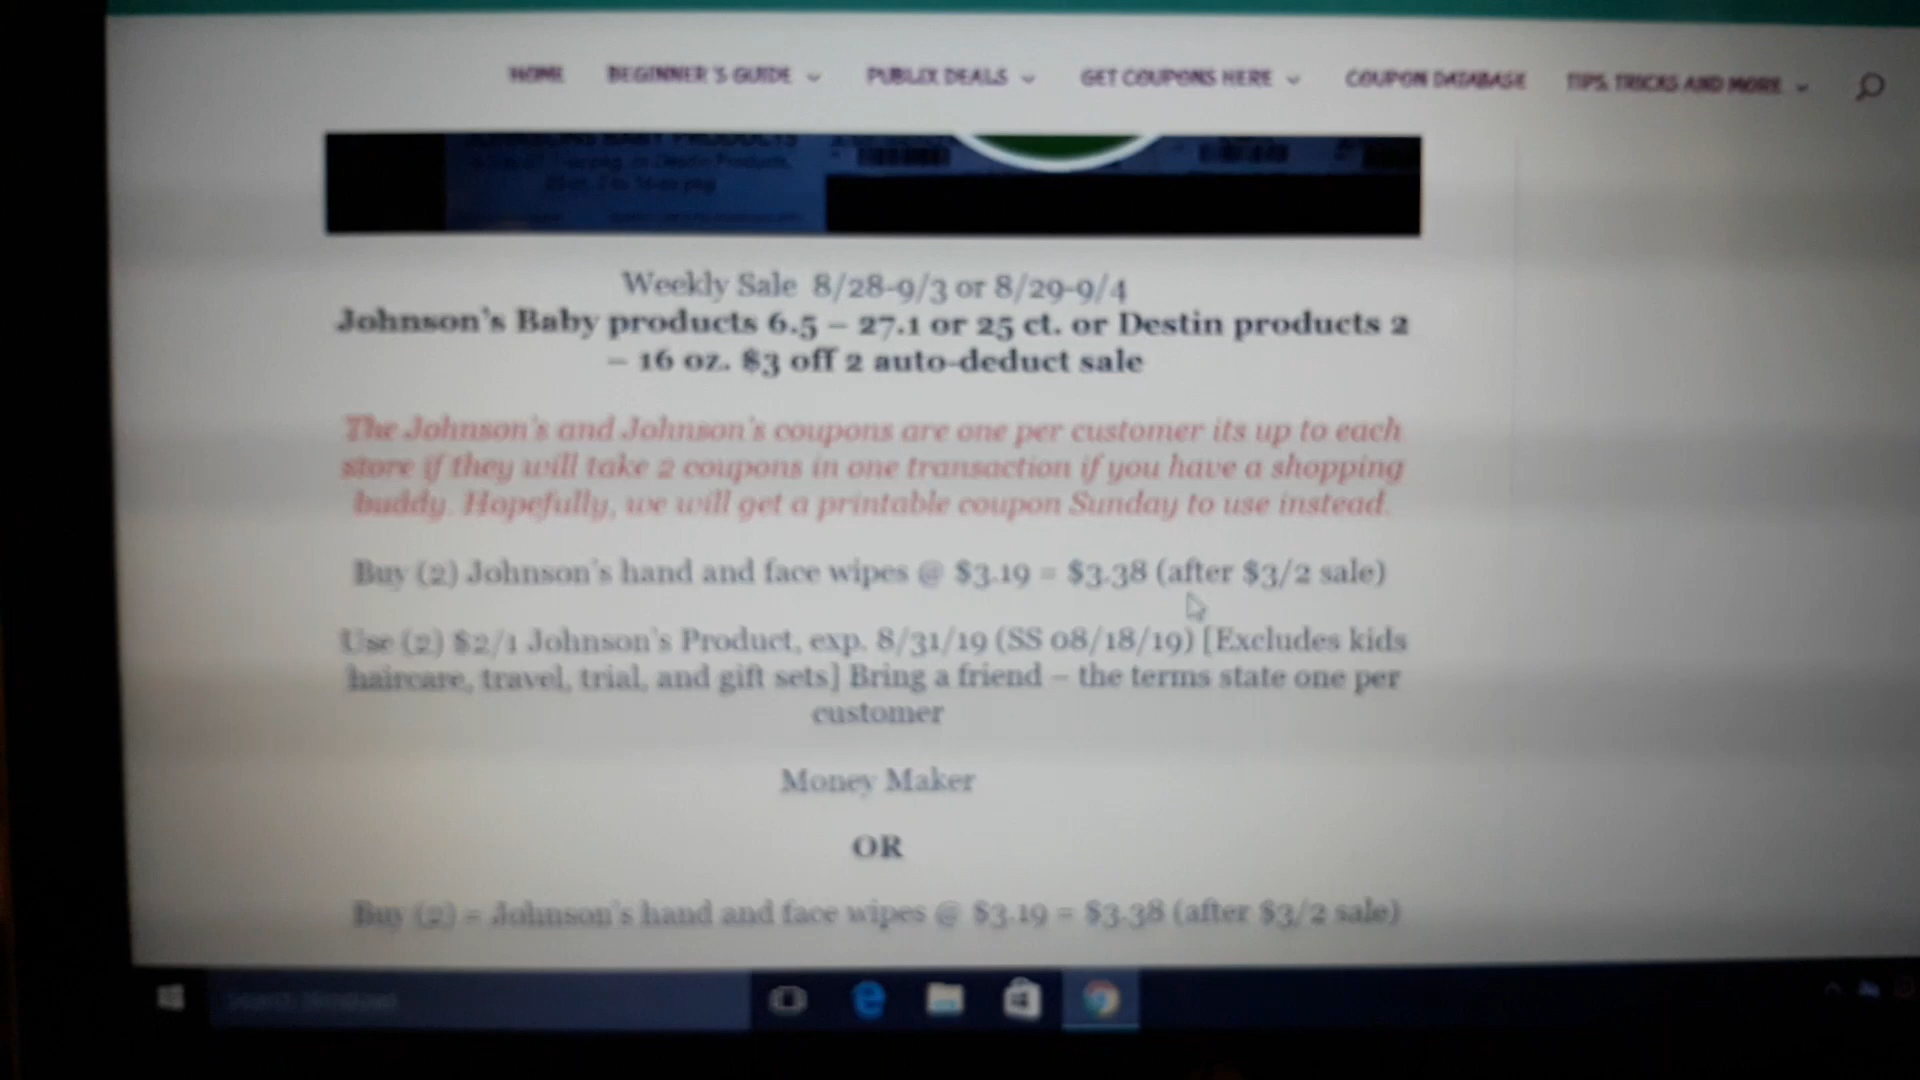 HOME BEGINNER'S GUIDE PUBLIX DEALS GET COUPONS HERE COUPON DATABASE TIPS, TRICKS AND MORE
Weekly Sale 8/28-9/3 or 8/29-9/4
Johnson's Baby products 6.5 – 27.1 or 25 ct. or Destin products 2
– 16 oz. $3 off 2 auto-deduct sale
The Johnson's and Johnson's coupons are one per customer its up to each
store if they will take 2 coupons in one transaction if you have a shopping
buddy. Hopefully, we will get a printable coupon Sunday to use instead.
Buy (2) Johnson's hand and face wipes @ $3.19 = $3.38 (after $3/2 sale)
Use (2) $2/1 Johnson's Product, exp. 8/31/19 (SS 08/18/19) [Excludes kids
haircare, travel, trial, and gift sets] Bring a friend – the terms state one per
customer
Money Maker
OR
Buy (2) = Johnson's hand and face wipes @ $3.19 = $3.38 (after $3/2 sale)
Search Windows